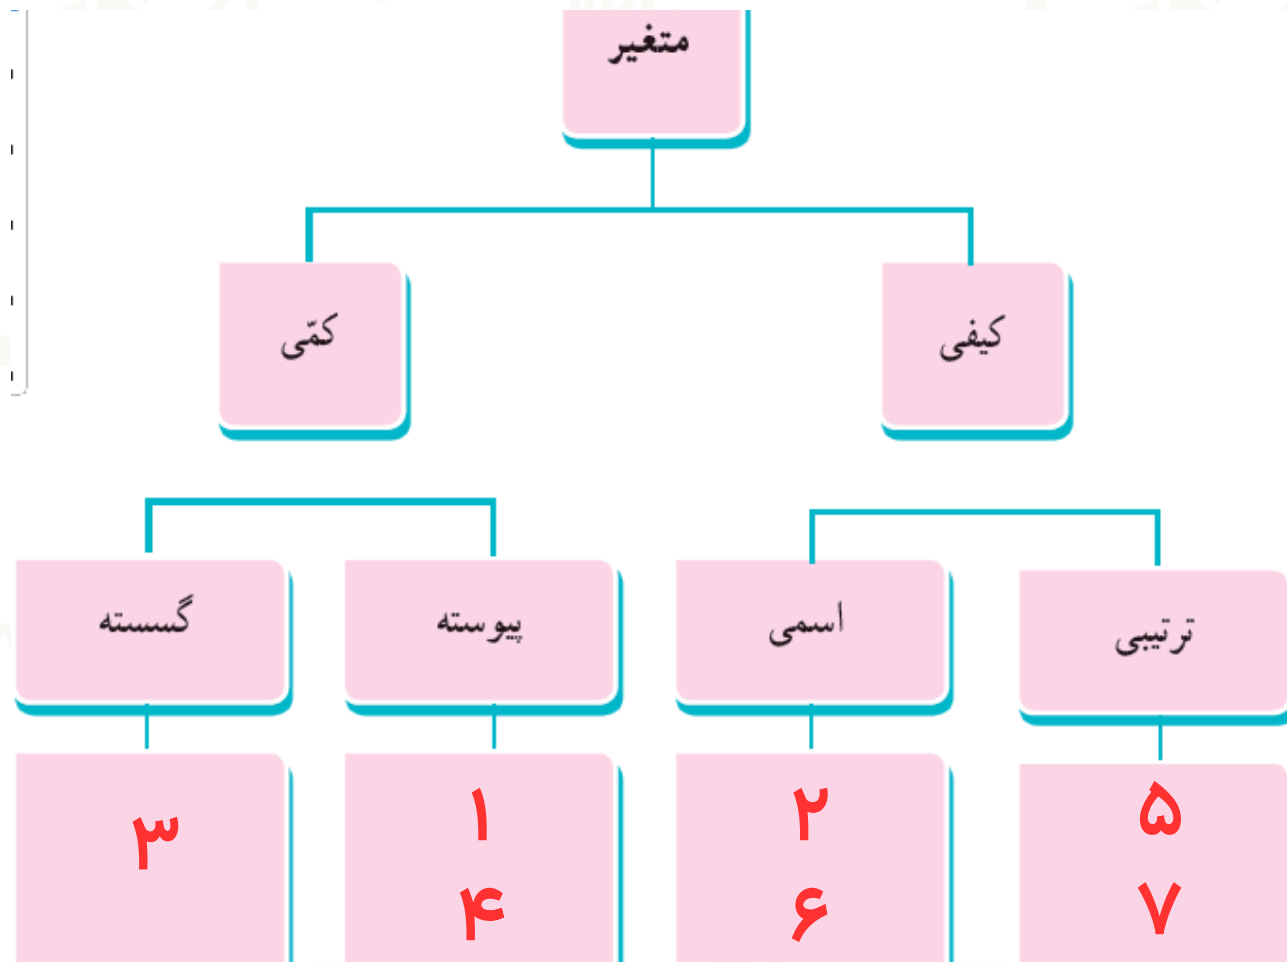 متغیر
کیفی
کمّی
ترتیبی
اسمی
پیوسته
گسسته
۵
۲
۱
۳
۷
۶
۴